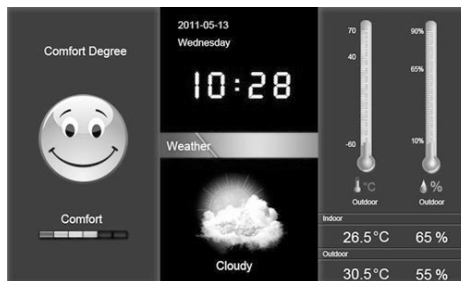 Comfort Degree
Comfort
2011-05-13
Wednesday
10:28
Weather
Cloudy
70
40
-60
°C
Outdoor
90%
65%
10%
%
Outdoor
Indoor
26.5°C 65 %
Outdoor
30.5°C 55 %